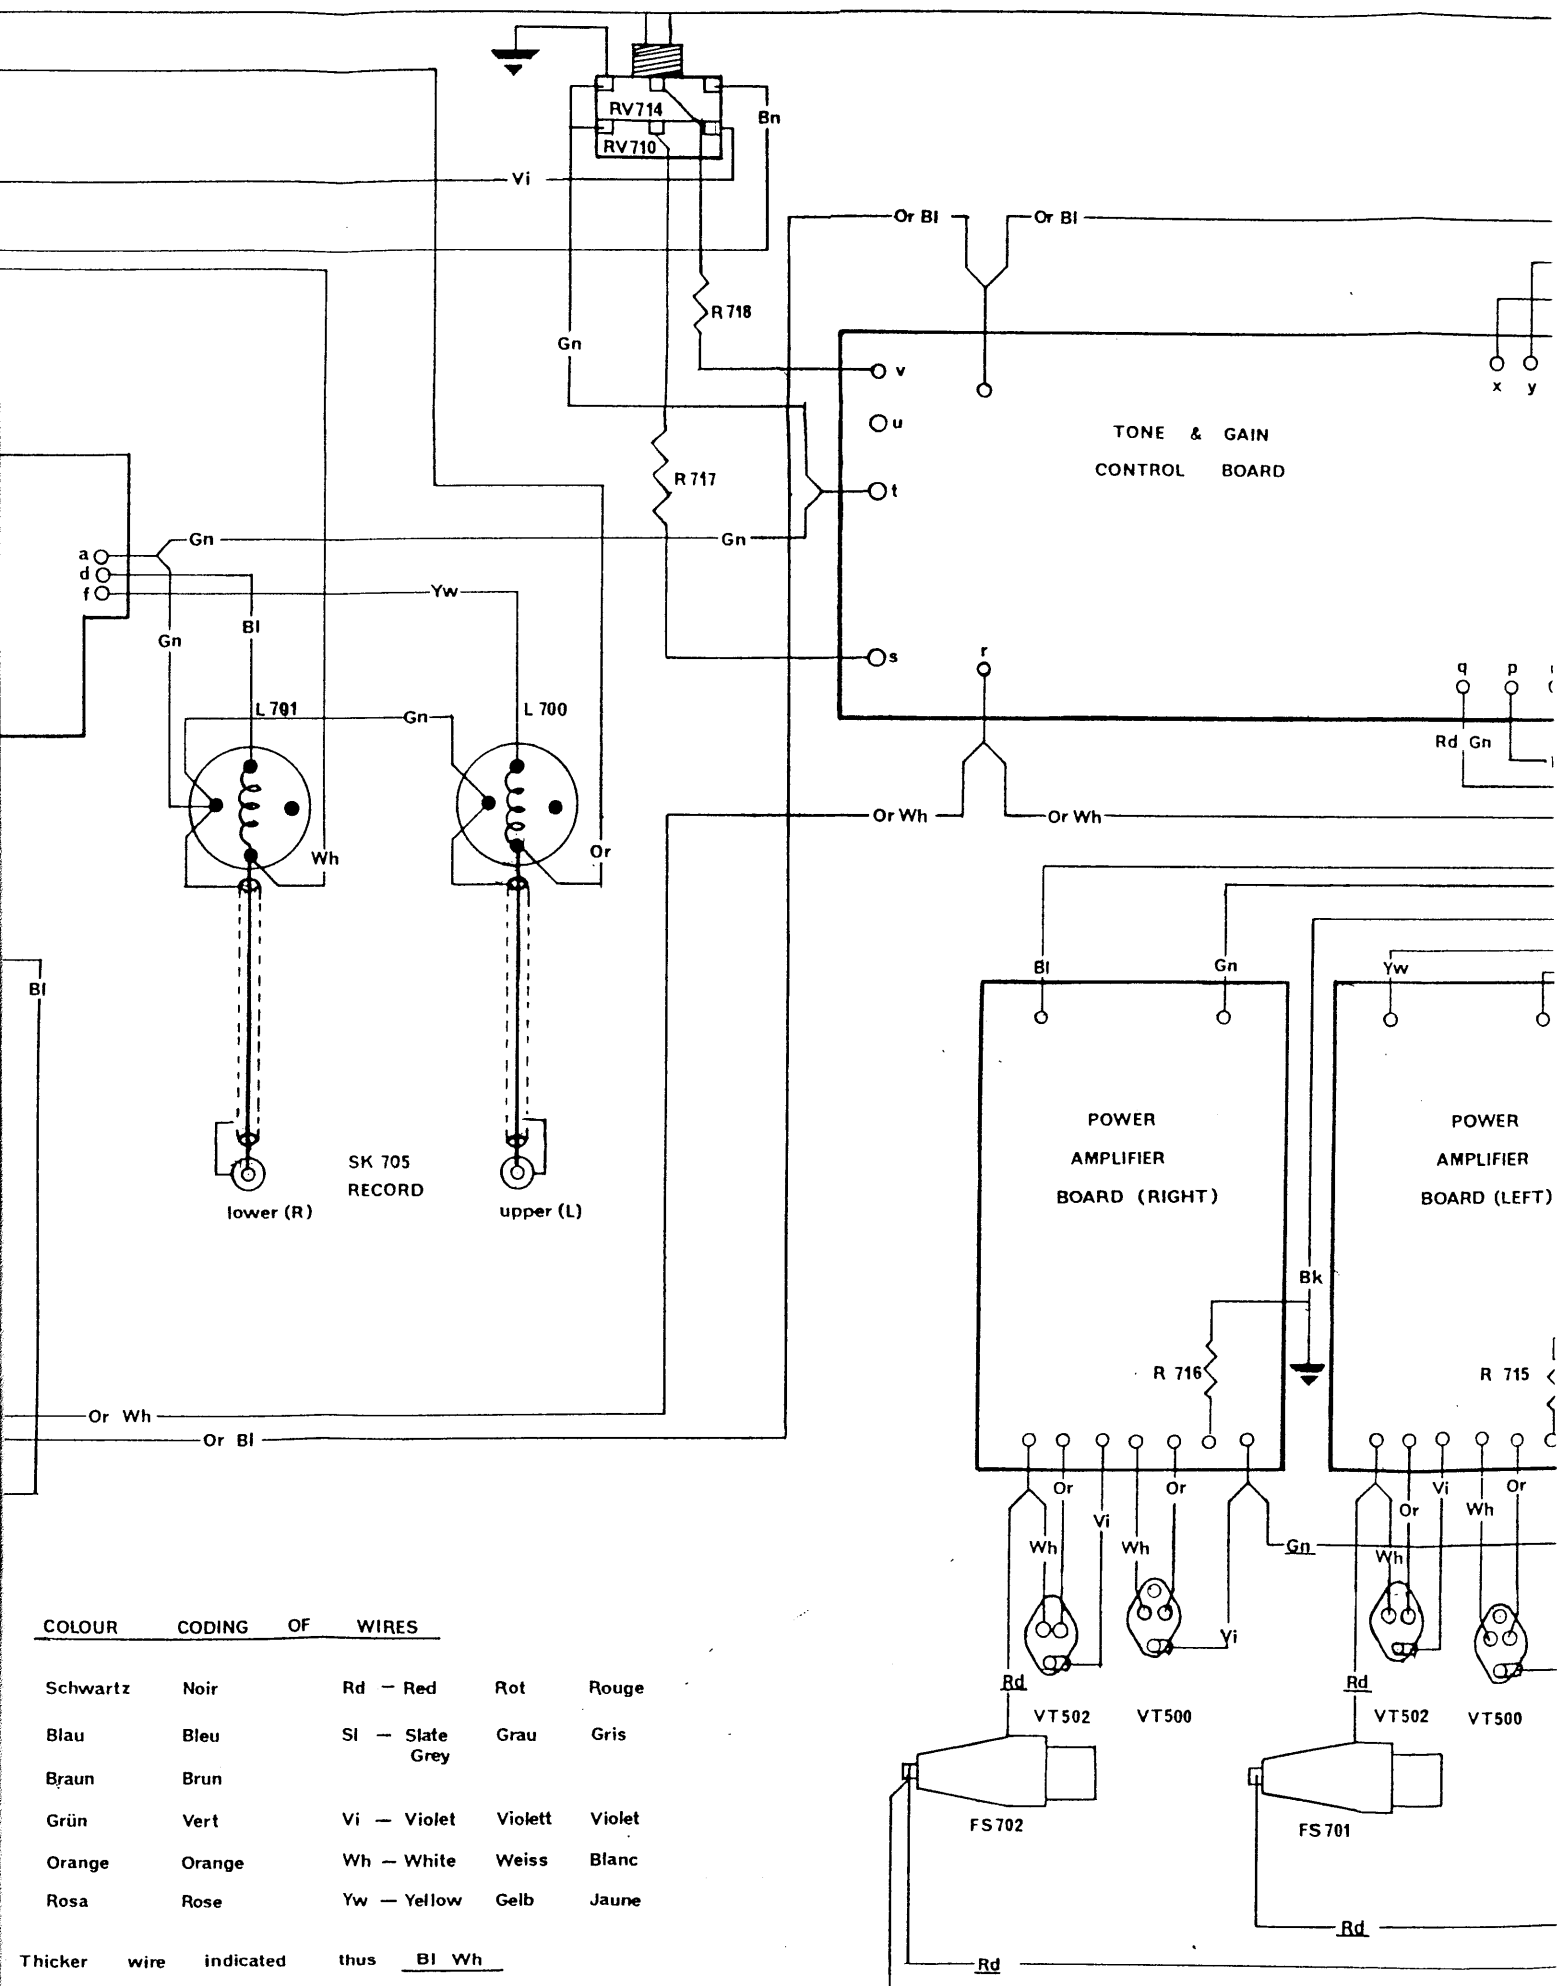 RV714
Bn
RV710
Vi
Or Bl
Or Bl
R 718
Gn
v
x
y
u
TONE & GAIN
CONTROL BOARD
R 717
t
Gn
Gn
a
d
f
Yw
Bl
Gn
s
r
q
p
L 701
Gn
L 700
Rd Gn
Or Wh
Or Wh
Wh
Or
Bl
Gn
Yw
Bl
POWER
AMPLIFIER
BOARD (RIGHT)
POWER
AMPLIFIER
BOARD (LEFT)
SK 705
RECORD
lower (R)
upper (L)
Bk
R 716
R 715
Or Wh
Or Bl
Or
Or
Vi
Or
Vi
Or
Wh
Wh
Wh
Gn
Wh
Vi
Rd
Rd
VT502
VT500
VT502
VT500
FS702
FS701
Rd
Rd
COLOUR CODING OF WIRES
Schwartz Noir Rd — Red Rot Rouge
Blau Bleu Sl — Slate Grau Gris
Grey
Braun Brun
Grün Vert Vi — Violet Violett Violet
Orange Orange Wh — White Weiss Blanc
Rosa Rose Yw — Yellow Gelb Jaune
Thicker wire indicated thus Bl Wh